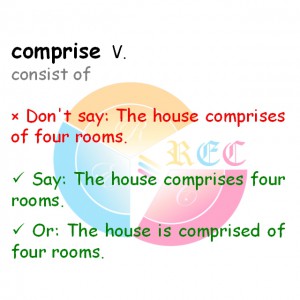 comprise V.
consist of
× Don't say: The house comprises
of four rooms.
REC
✓ Say: The house comprises four
rooms.
✓ Or: The house is comprised of
four rooms.